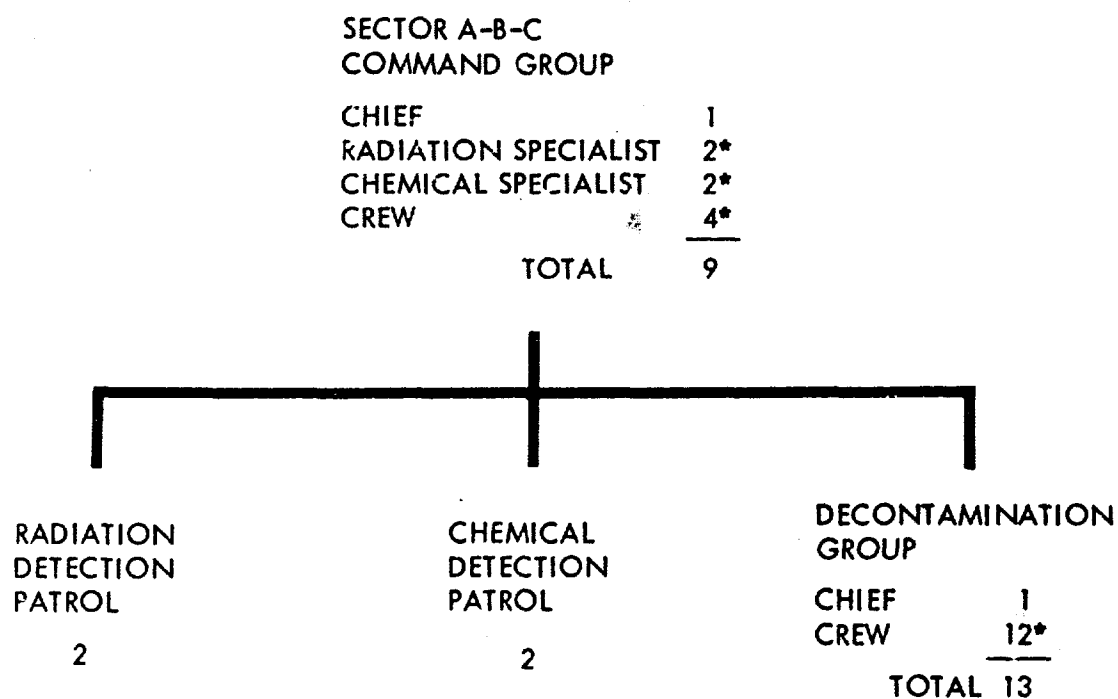 SECTOR A-B-C
COMMAND GROUP
CHIEF 1
RADIATION SPECIALIST 2*
CHEMICAL SPECIALIST 2*
CREW 4*
TOTAL 9
RADIATION
DETECTION
PATROL
2
CHEMICAL
DETECTION
PATROL
2
DECONTAMINATION
GROUP
CHIEF 1
CREW 12*
TOTAL 13